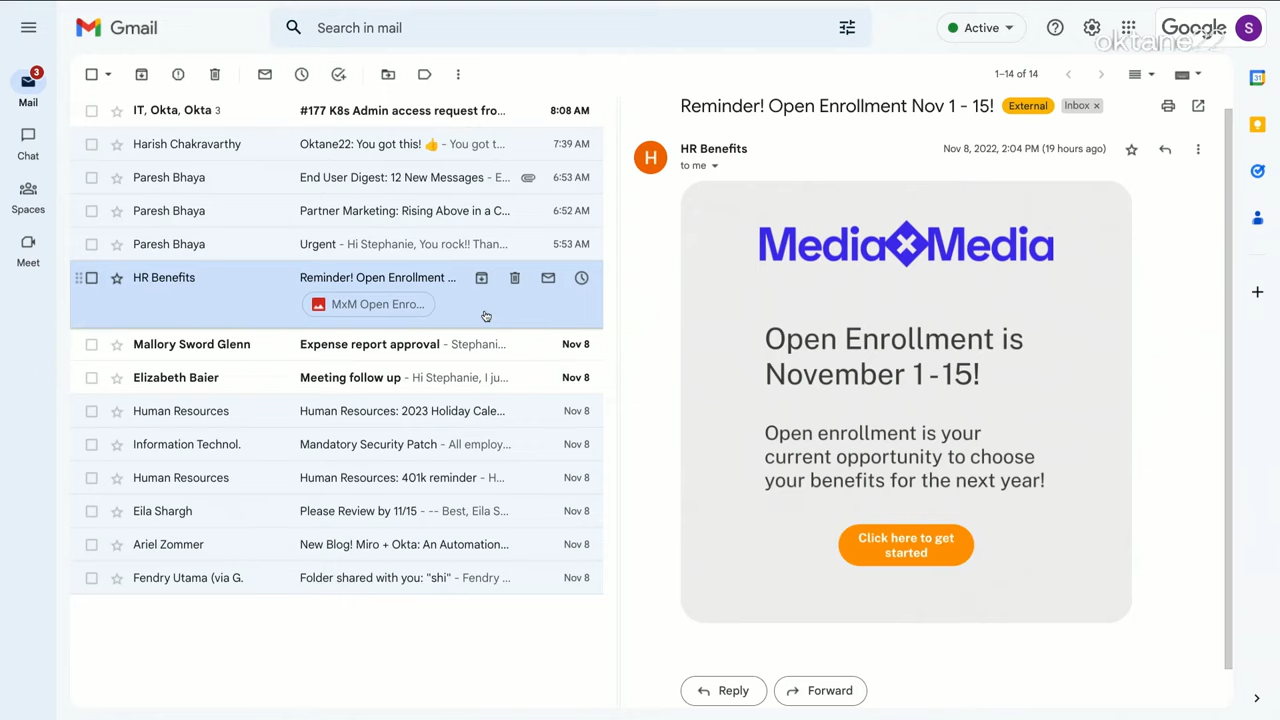 Gmail
Search in mail
Active
Google
S
oktane22
3
Mail
Chat
Spaces
Meet
1–14 of 14
IT, Okta, Okta 3 #177 K8s Admin access request fro... 8:08 AM
Harish Chakravarthy Oktane22: You got this! 👍 - You got t... 7:39 AM
Paresh Bhaya End User Digest: 12 New Messages - E... 6:53 AM
Paresh Bhaya Partner Marketing: Rising Above in a C... 6:52 AM
Paresh Bhaya Urgent - Hi Stephanie, You rock!! Than... 5:53 AM
HR Benefits Reminder! Open Enrollment ...
MxM Open Enro...
Mallory Sword Glenn Expense report approval - Stephani... Nov 8
Elizabeth Baier Meeting follow up - Hi Stephanie, I ju... Nov 8
Human Resources Human Resources: 2023 Holiday Cale... Nov 8
Information Technol. Mandatory Security Patch - All employ... Nov 8
Human Resources Human Resources: 401k reminder - H... Nov 8
Eila Shargh Please Review by 11/15 - -- Best, Eila S... Nov 8
Ariel Zommer New Blog! Miro + Okta: An Automation... Nov 8
Fendry Utama (via G. Folder shared with you: "shi" - Fendry ... Nov 8
Reminder! Open Enrollment Nov 1 - 15! External Inbox ×
H
HR Benefits Nov 8, 2022, 2:04 PM (19 hours ago)
to me
Media×Media
Open Enrollment is
November 1 - 15!
Open enrollment is your
current opportunity to choose
your benefits for the next year!
Click here to get
started
Reply Forward
31